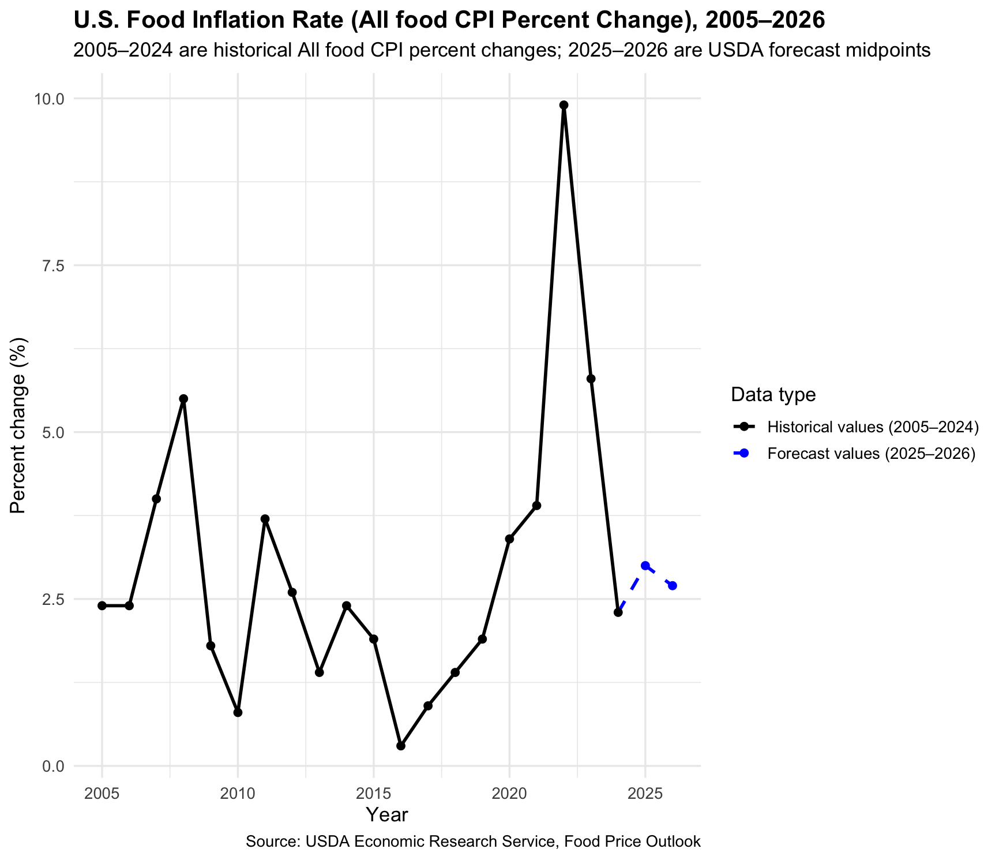 U.S. Food Inflation Rate (All food CPI Percent Change), 2005–2026
2005–2024 are historical All food CPI percent changes; 2025–2026 are USDA forecast midpoints
10.0
7.5
5.0
2.5
0.0
Percent change (%)
2005
2010
2015
2020
2025
Year
Data type
Historical values (2005–2024)
Forecast values (2025–2026)
Source: USDA Economic Research Service, Food Price Outlook